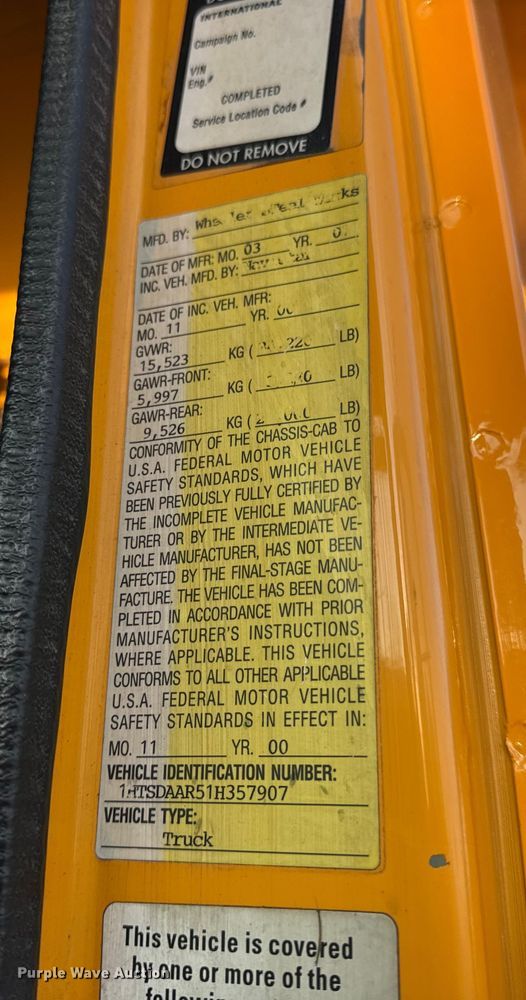 INTERNATIONAL
Campaign No.
VIN
Eng.#
COMPLETED
Service Location Code #
DO NOT REMOVE
MFD. BY:
DATE OF MFR: MO. 03 YR.
INC. VEH. MFD. BY:
DATE OF INC. VEH. MFR:
MO. 11 YR.
GVWR:
15,523 KG ( LB)
GAWR-FRONT:
5,997 KG ( LB)
GAWR-REAR:
9,526 KG ( LB)
CONFORMITY OF THE CHASSIS-CAB TO
U.S.A. FEDERAL MOTOR VEHICLE
SAFETY STANDARDS, WHICH HAVE
BEEN PREVIOUSLY FULLY CERTIFIED BY
THE INCOMPLETE VEHICLE MANUFAC-
TURER OR BY THE INTERMEDIATE VE-
HICLE MANUFACTURER, HAS NOT BEEN
AFFECTED BY THE FINAL-STAGE MANU-
FACTURE. THE VEHICLE HAS BEEN COM-
PLETED IN ACCORDANCE WITH PRIOR
MANUFACTURER'S INSTRUCTIONS,
WHERE APPLICABLE. THIS VEHICLE
CONFORMS TO ALL OTHER APPLICABLE
U.S.A. FEDERAL MOTOR VEHICLE
SAFETY STANDARDS IN EFFECT IN:
MO. 11 YR. 00
VEHICLE IDENTIFICATION NUMBER:
1HTSDAAR51H357907
VEHICLE TYPE:
Truck
This vehicle is covered
by one or more of the
Purple Wave Auction